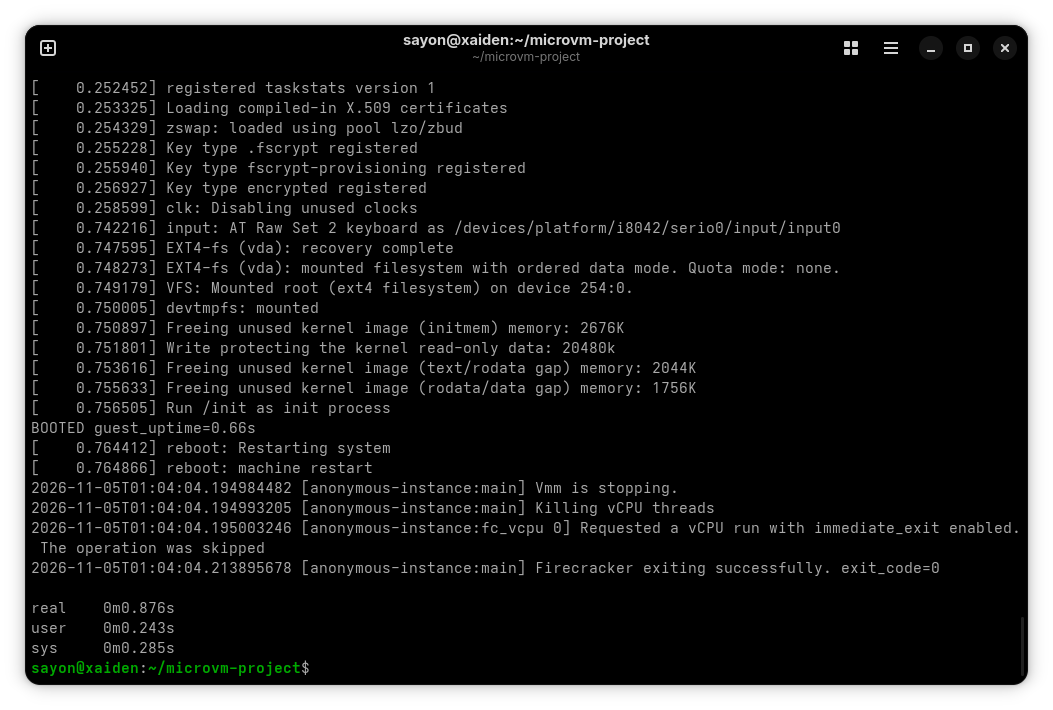 sayon@xaiden:~/microvm-project
~/microvm-project
[    0.252452] registered taskstats version 1
[    0.253325] Loading compiled-in X.509 certificates
[    0.254329] zswap: loaded using pool lzo/zbud
[    0.255228] Key type .fscrypt registered
[    0.255940] Key type fscrypt-provisioning registered
[    0.256927] Key type encrypted registered
[    0.258599] clk: Disabling unused clocks
[    0.742216] input: AT Raw Set 2 keyboard as /devices/platform/i8042/serio0/input/input0
[    0.747595] EXT4-fs (vda): recovery complete
[    0.748273] EXT4-fs (vda): mounted filesystem with ordered data mode. Quota mode: none.
[    0.749179] VFS: Mounted root (ext4 filesystem) on device 254:0.
[    0.750005] devtmpfs: mounted
[    0.750897] Freeing unused kernel image (initmem) memory: 2676K
[    0.751801] Write protecting the kernel read-only data: 20480k
[    0.753616] Freeing unused kernel image (text/rodata gap) memory: 2044K
[    0.755633] Freeing unused kernel image (rodata/data gap) memory: 1756K
[    0.756505] Run /init as init process
BOOTED guest_uptime=0.66s
[    0.764412] reboot: Restarting system
[    0.764866] reboot: machine restart
2026-11-05T01:04:04.194984482 [anonymous-instance:main] Vmm is stopping.
2026-11-05T01:04:04.194993205 [anonymous-instance:main] Killing vCPU threads
2026-11-05T01:04:04.195003246 [anonymous-instance:fc_vcpu 0] Requested a vCPU run with immediate_exit enabled.
 The operation was skipped
2026-11-05T01:04:04.213895678 [anonymous-instance:main] Firecracker exiting successfully. exit_code=0
real    0m0.876s
user    0m0.243s
sys     0m0.285s
sayon@xaiden:~/microvm-project$